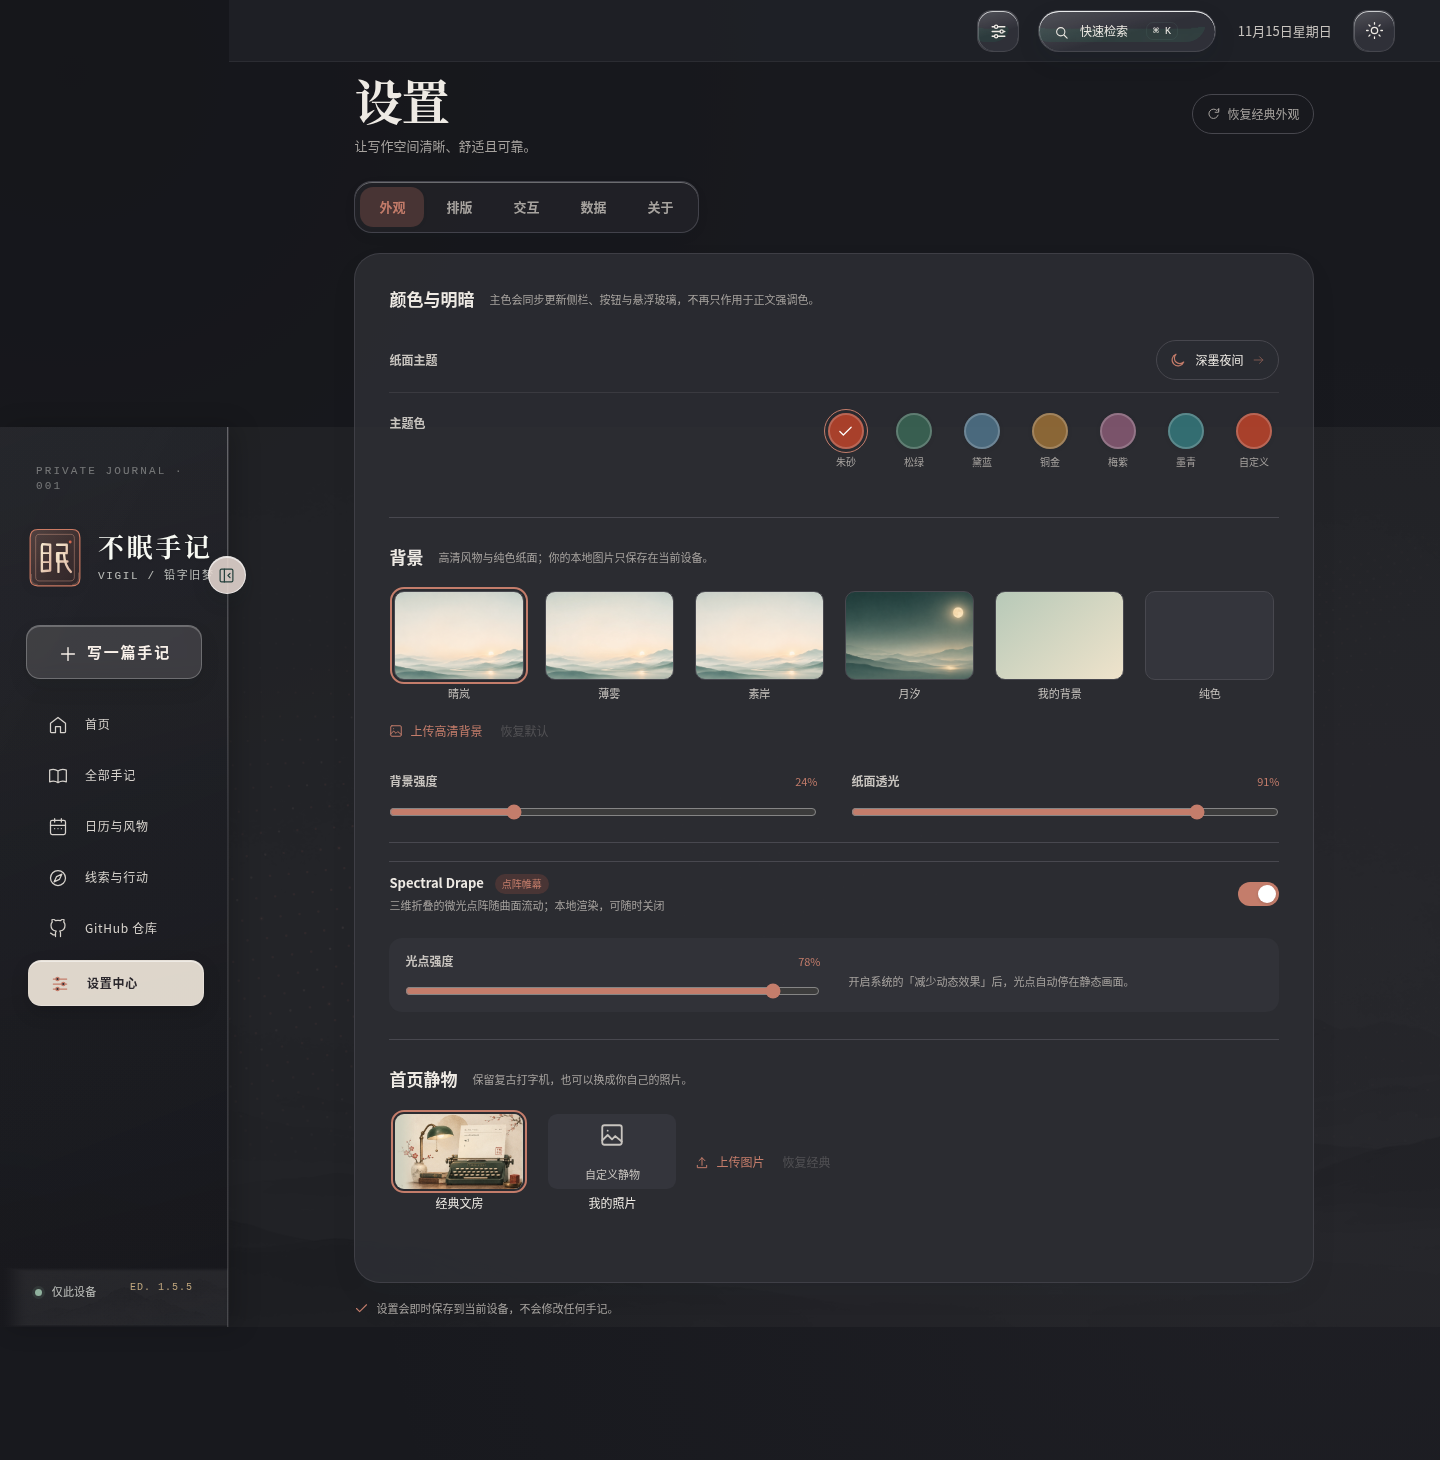 快速检索 ⌘ K
11月15日星期日
设置
让写作空间清晰、舒适且可靠。
恢复经典外观
外观 排版 交互 数据 关于
颜色与明暗 主色会同步更新侧栏、按钮与悬浮玻璃，不再只作用于正文强调色。
纸面主题
深墨夜间 →
主题色
朱砂 松绿 黛蓝 铜金 梅紫 墨青 自定义
PRIVATE JOURNAL ·
001
不眠手记
VIGIL / 铅字旧
写一篇手记
首页
全部手记
日历与风物
线索与行动
GitHub 仓库
设置中心
仅此设备
ED. 1.5.5
背景 高清风物与纯色纸面；你的本地图片只保存在当前设备。
晴岚 薄雾 素岸 月汐 我的背景 纯色
上传高清背景 恢复默认
背景强度 24%
纸面透光 91%
Spectral Drape 点阵帷幕
三维折叠的微光点阵随曲面流动；本地渲染，可随时关闭
光点强度 78%
开启系统的「减少动态效果」后，光点自动停在静态画面。
首页静物 保留复古打字机，也可以换成你自己的照片。
自定义静物
经典文房 我的照片
上传图片 恢复经典
设置会即时保存到当前设备，不会修改任何手记。